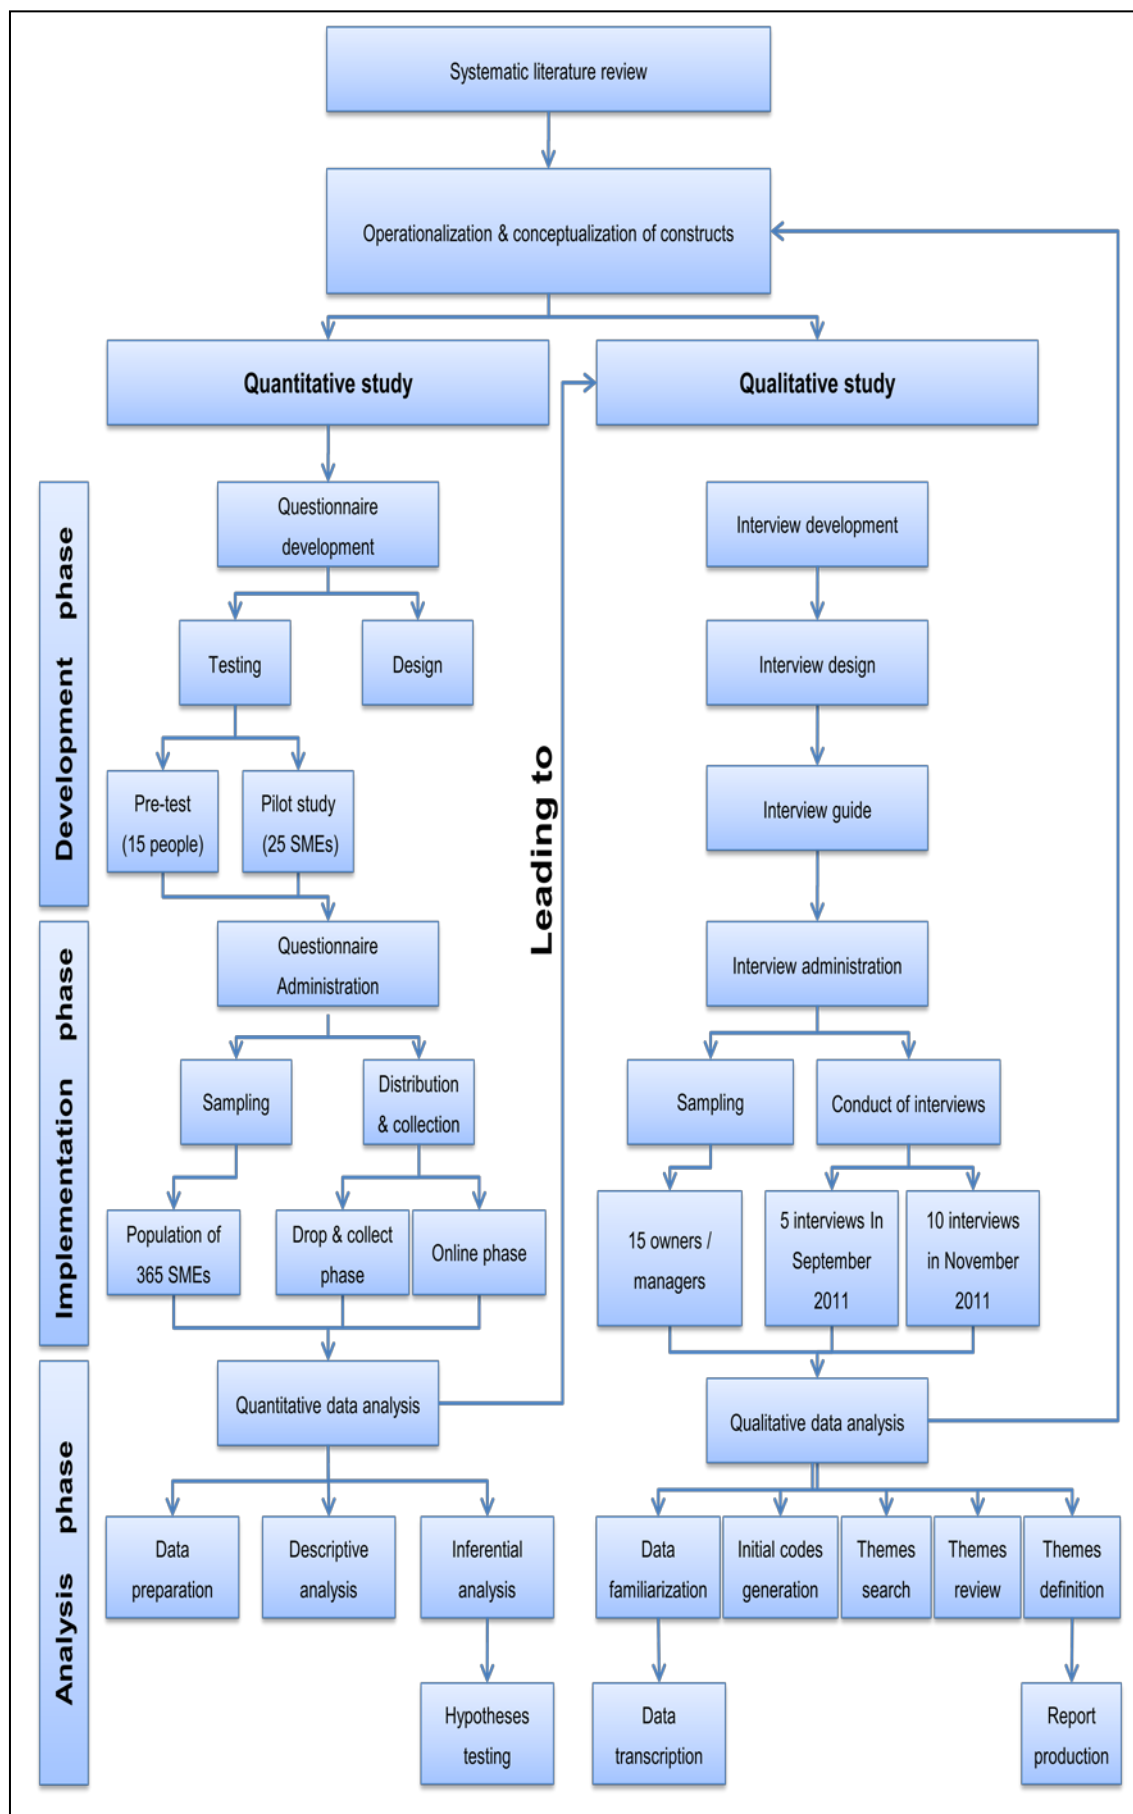 Systematic literature review
Operationalization & conceptualization of constructs
Quantitative study
Qualitative study
Development phase
Questionnaire
development
Interview development
Testing
Design
Interview design
Leading to
Pre-test
(15 people)
Pilot study
(25 SMEs)
Interview guide
Implementation phase
Questionnaire
Administration
Interview administration
Sampling
Distribution
& collection
Sampling
Conduct of interviews
Population of
365 SMEs
Drop & collect
phase
Online phase
15 owners /
managers
5 interviews In
September
2011
10 interviews
in November
2011
Analysis phase
Quantitative data analysis
Qualitative data analysis
Data
preparation
Descriptive
analysis
Inferential
analysis
Data
familiarization
Initial codes
generation
Themes
search
Themes
review
Themes
definition
Hypotheses
testing
Data
transcription
Report
production